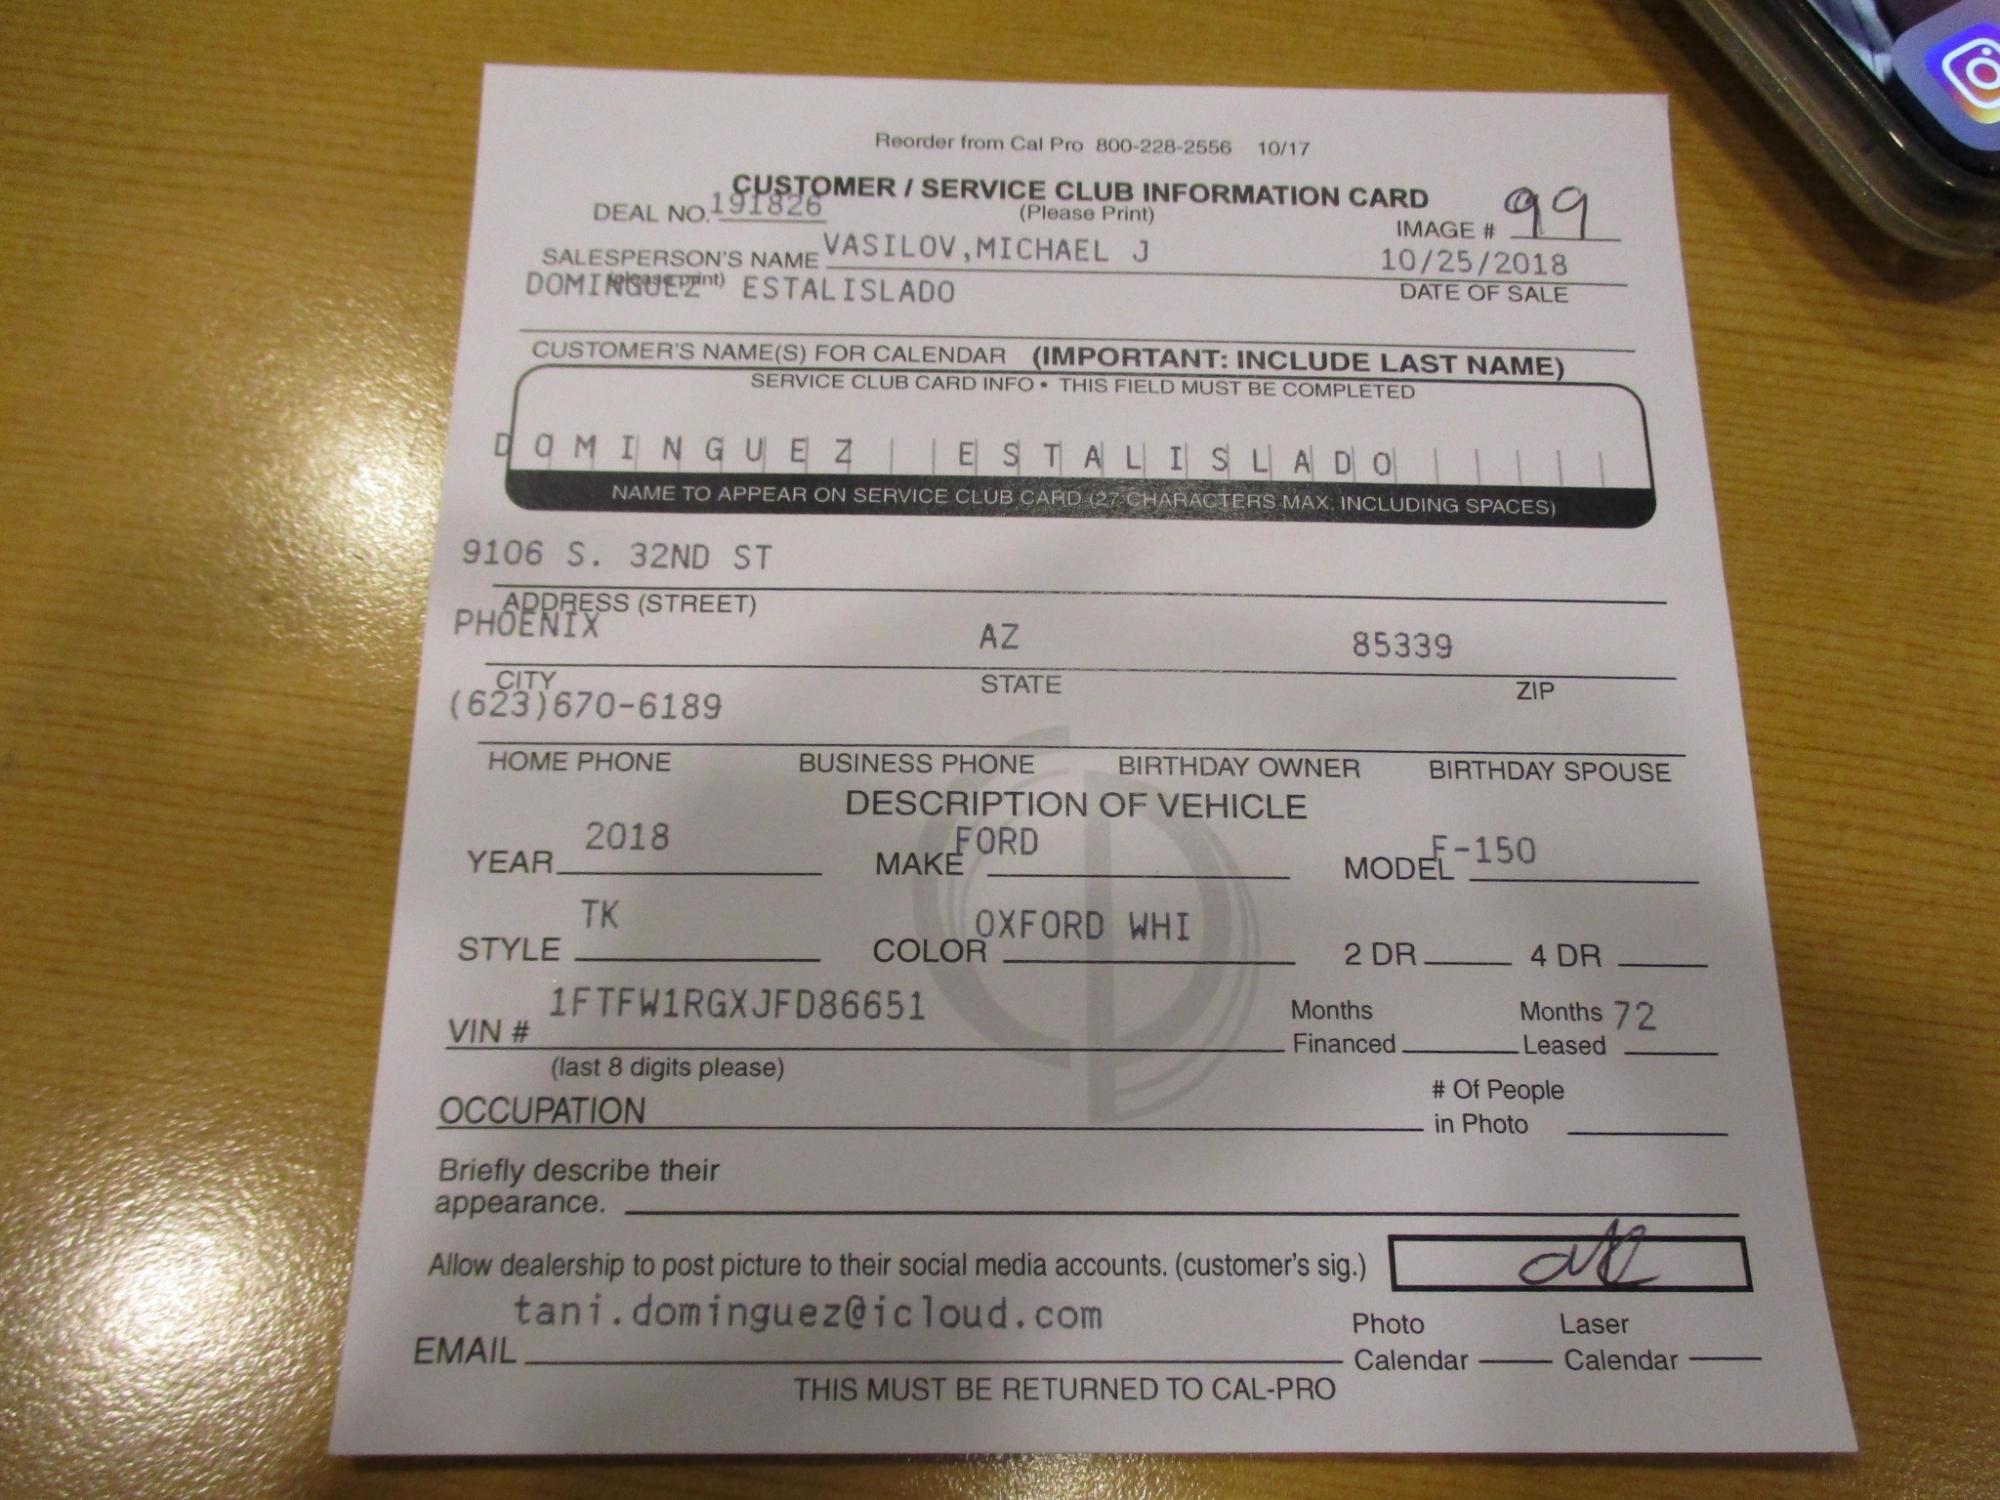 Reorder from Cal Pro 800-228-2556 10/17
CUSTOMER / SERVICE CLUB INFORMATION CARD
DEAL NO. 191826 (Please Print) IMAGE # 99
SALESPERSON'S NAME VASILOV,MICHAEL J 10/25/2018
(please print) DATE OF SALE
DOMINGUEZ ESTALISLADO
CUSTOMER'S NAME(S) FOR CALENDAR (IMPORTANT: INCLUDE LAST NAME)
SERVICE CLUB CARD INFO • THIS FIELD MUST BE COMPLETED
DOMINGUEZ ESTALISLADO
NAME TO APPEAR ON SERVICE CLUB CARD (27 CHARACTERS MAX. INCLUDING SPACES)
9106 S. 32ND ST
ADDRESS (STREET)
PHOENIX AZ 85339
CITY STATE ZIP
(623)670-6189
HOME PHONE BUSINESS PHONE BIRTHDAY OWNER BIRTHDAY SPOUSE
DESCRIPTION OF VEHICLE
YEAR 2018 MAKE FORD MODEL F-150
STYLE TK COLOR OXFORD WHI 2 DR 4 DR
VIN # 1FTFW1RGXJFD86651 Months Financed Months Leased 72
(last 8 digits please)
OCCUPATION # Of People in Photo
Briefly describe their
appearance.
Allow dealership to post picture to their social media accounts. (customer's sig.)
tani.dominguez@icloud.com
EMAIL Photo Calendar Laser Calendar
THIS MUST BE RETURNED TO CAL-PRO